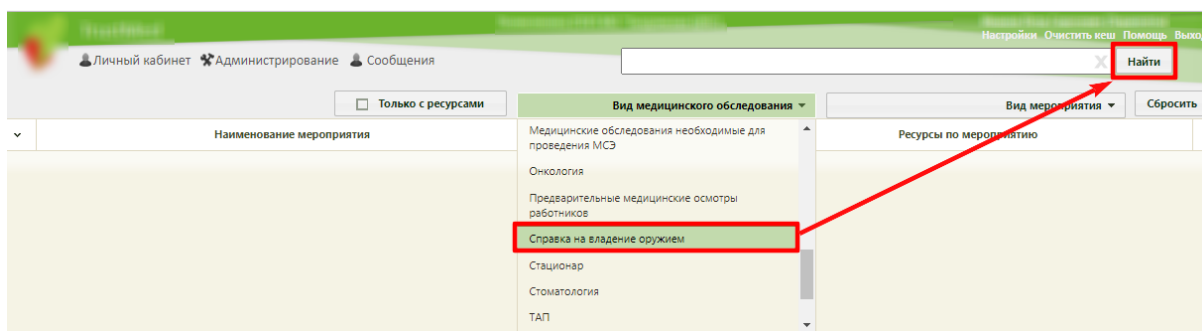 Настройки Очистить кеш Помощь Выход
Личный кабинет Администрирование Сообщения
X Найти
Только с ресурсами Вид медицинского обследования Вид мероприятия Сбросить
Наименование мероприятия Ресурсы по мероприятию
Медицинские обследования необходимые для
проведения МСЭ
Онкология
Предварительные медицинские осмотры
работников
Справка на владение оружием
Стационар
Стоматология
ТАП